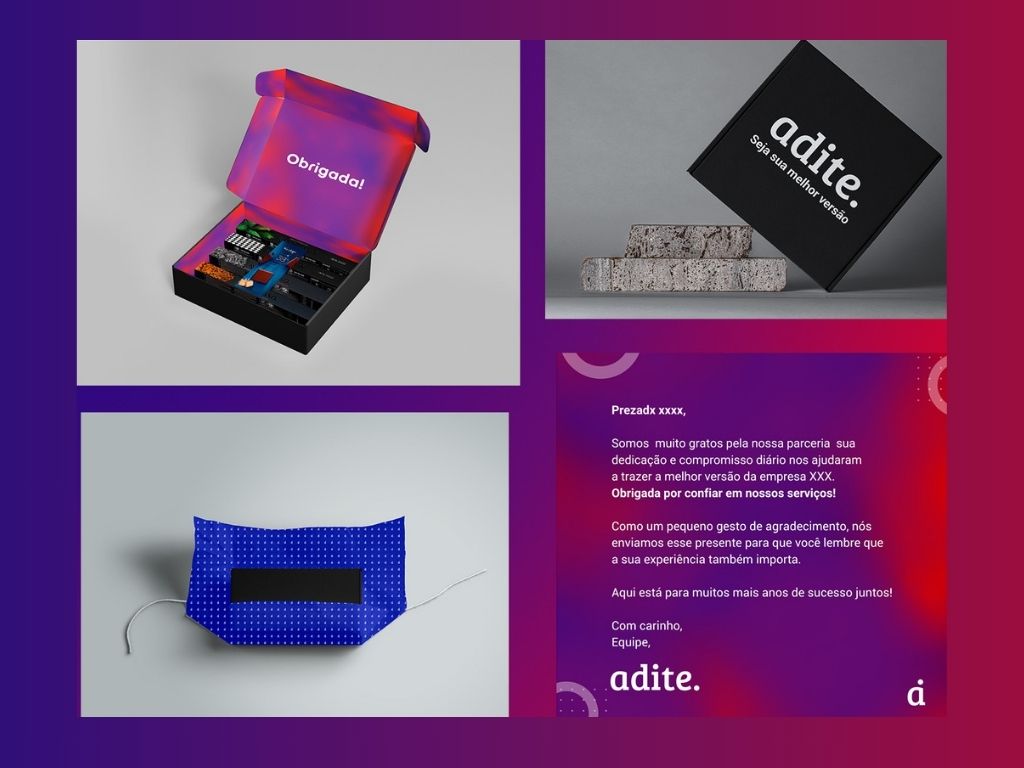 Obrigada!
adite.
Seja sua melhor versão
Prezadx xxxx,
Somos muito gratos pela nossa parceria sua
dedicação e compromisso diário nos ajudaram
a trazer a melhor versão da empresa XXX.
Obrigada por confiar em nossos serviços!
Como um pequeno gesto de agradecimento, nós
enviamos esse presente para que você lembre que
a sua experiência também importa.
Aqui está para muitos mais anos de sucesso juntos!
Com carinho,
Equipe,
adite.